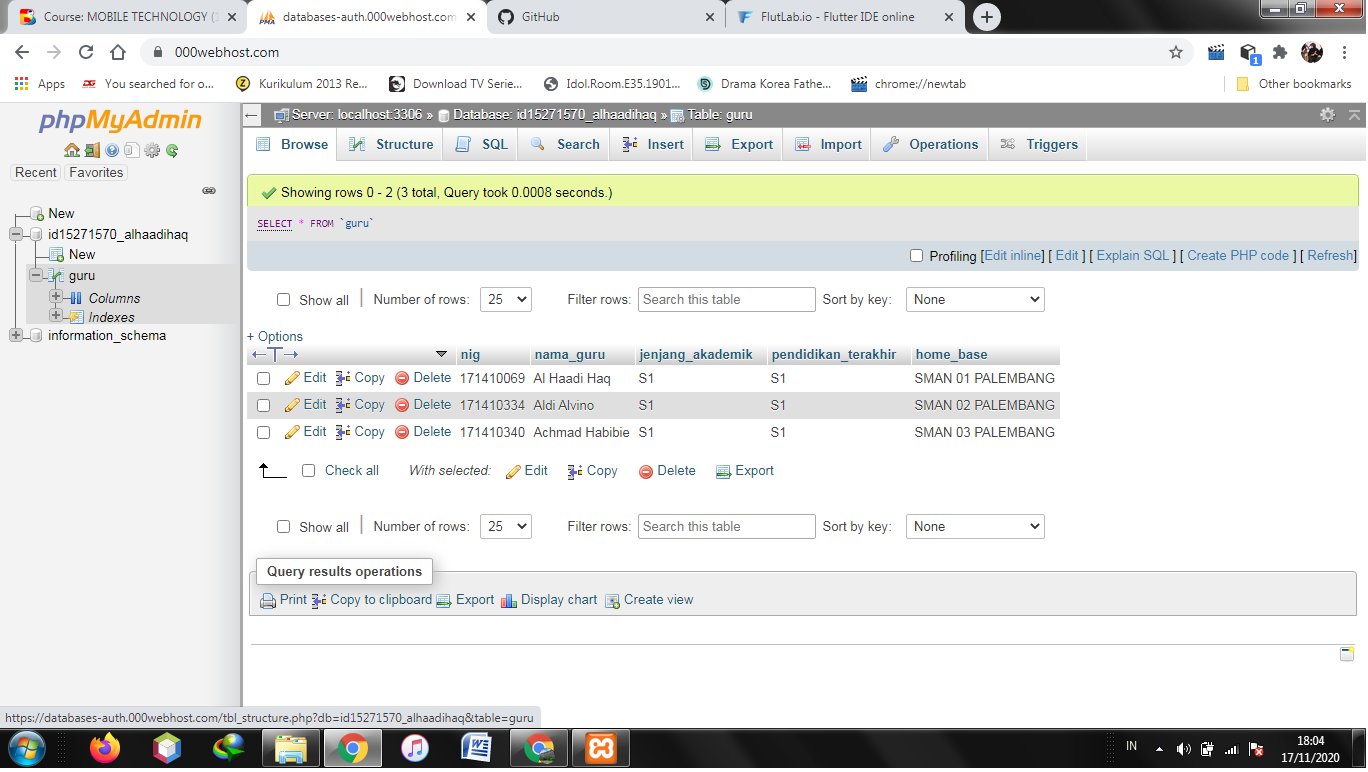 Course: MOBILE TECHNOLOGY (
databases-auth.000webhost.com
GitHub
FlutLab.io - Flutter IDE online
000webhost.com
Apps
You searched for o...
Kurikulum 2013 Re...
Download TV Serie...
Idol.Room.E35.1901...
Drama Korea Fathe...
chrome://newtab
Other bookmarks
phpMyAdmin
Recent Favorites
New
id15271570_alhaadihaq
New
guru
Columns
Indexes
information_schema
Server: localhost:3306 » Database: id15271570_alhaadihaq » Table: guru
Browse Structure SQL Search Insert Export Import Operations Triggers
Showing rows 0 - 2 (3 total, Query took 0.0008 seconds.)
SELECT * FROM `guru`
Profiling [Edit inline] [ Edit ] [ Explain SQL ] [ Create PHP code ] [ Refresh]
Show all | Number of rows: 25 Filter rows: Search this table Sort by key: None
+ Options
←T→ nig nama_guru jenjang_akademik pendidikan_terakhir home_base
Edit Copy Delete 171410069 Al Haadi Haq S1 S1 SMAN 01 PALEMBANG
Edit Copy Delete 171410334 Aldi Alvino S1 S1 SMAN 02 PALEMBANG
Edit Copy Delete 171410340 Achmad Habibie S1 S1 SMAN 03 PALEMBANG
Check all With selected: Edit Copy Delete Export
Show all | Number of rows: 25 Filter rows: Search this table Sort by key: None
Query results operations
Print Copy to clipboard Export Display chart Create view
https://databases-auth.000webhost.com/tbl_structure.php?db=id15271570_alhaadihaq&table=guru
IN
18:04
17/11/2020